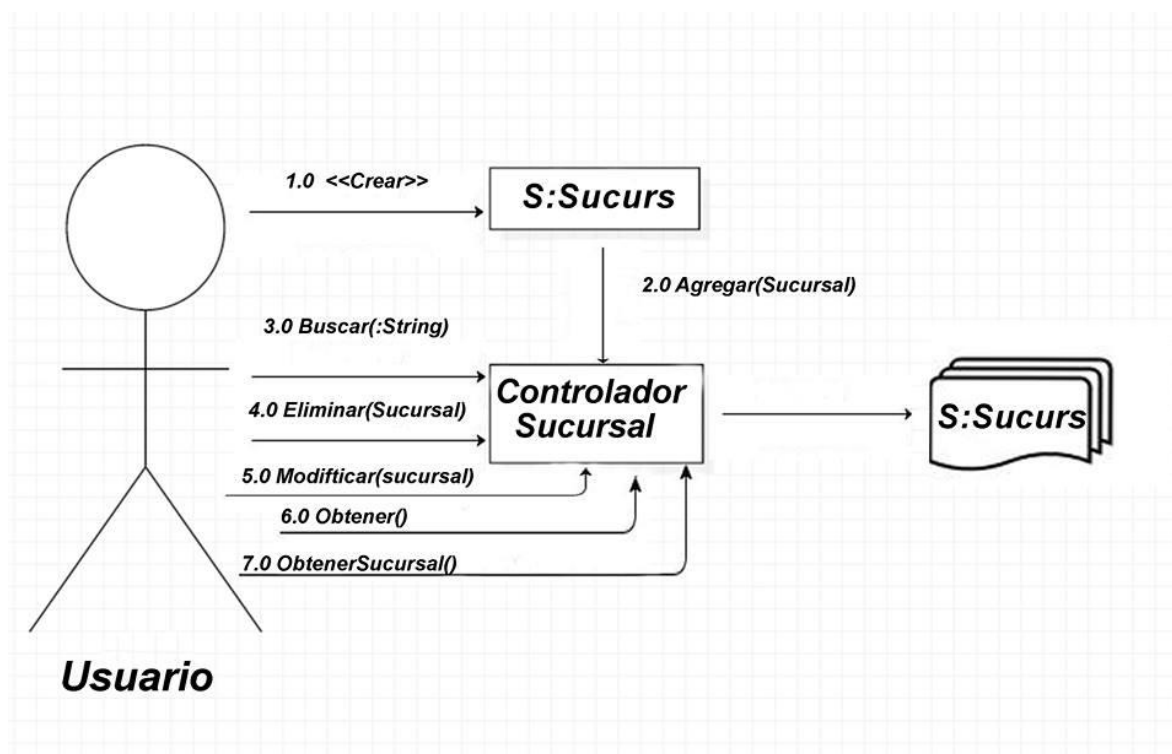 1.0 <<Crear>>
S:Sucurs
2.0 Agregar(Sucursal)
3.0 Buscar(:String)
Controlador
Sucursal
4.0 Eliminar(Sucursal)
S:Sucurs
5.0 Modifticar(sucursal)
6.0 Obtener()
7.0 ObtenerSucursal()
Usuario